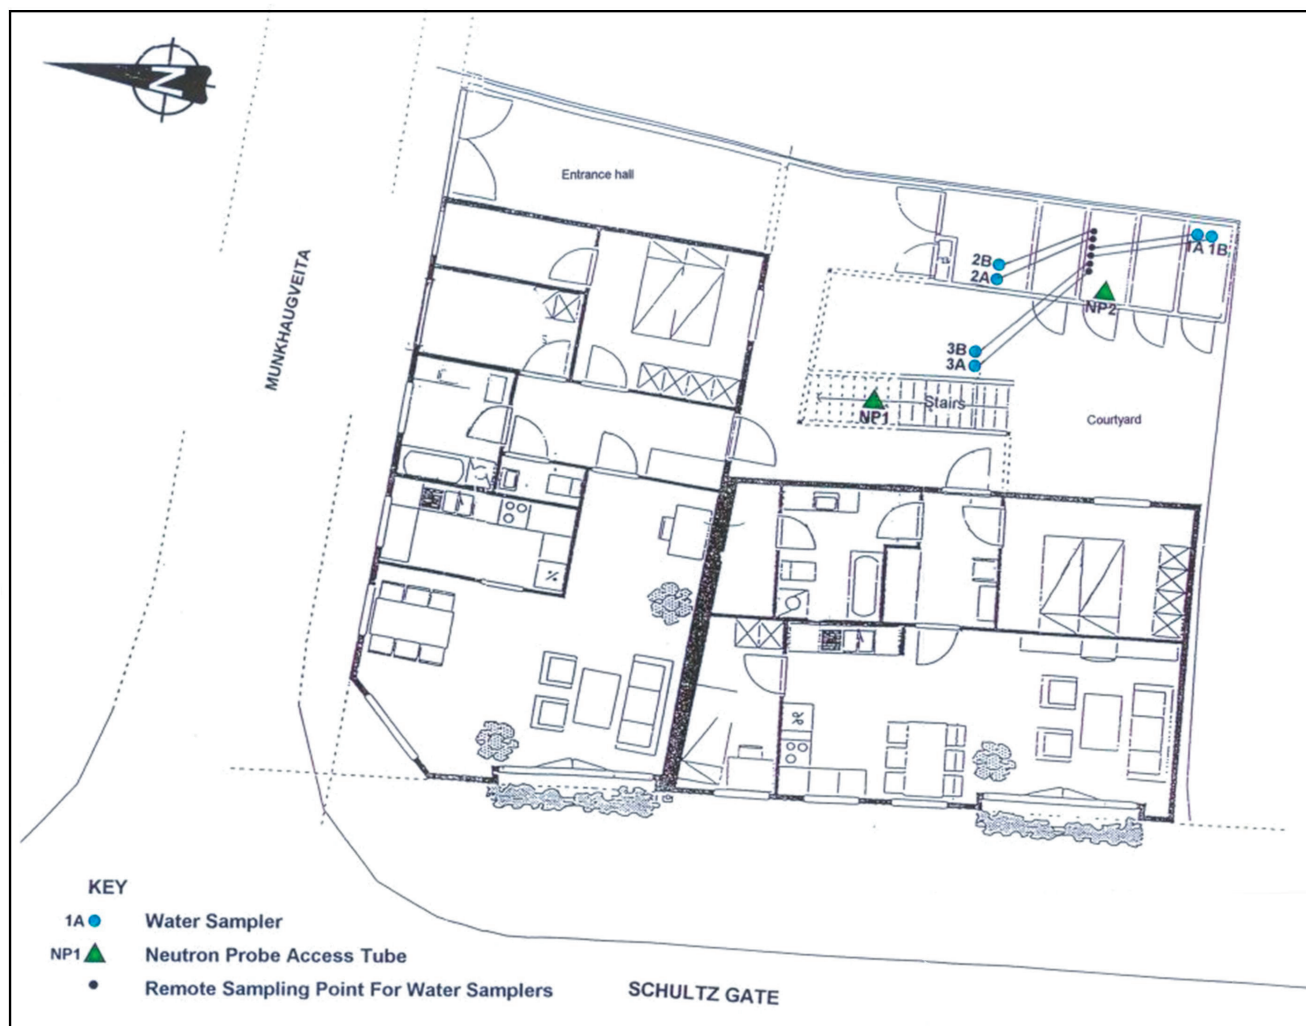 N
Entrance hall
MUNKHAUGVEITA
1A 1B
2B
2A
NP2
3B
3A
Stairs
NP1
Courtyard
KEY
1A Water Sampler
NP1 Neutron Probe Access Tube
Remote Sampling Point For Water Samplers
SCHULTZ GATE